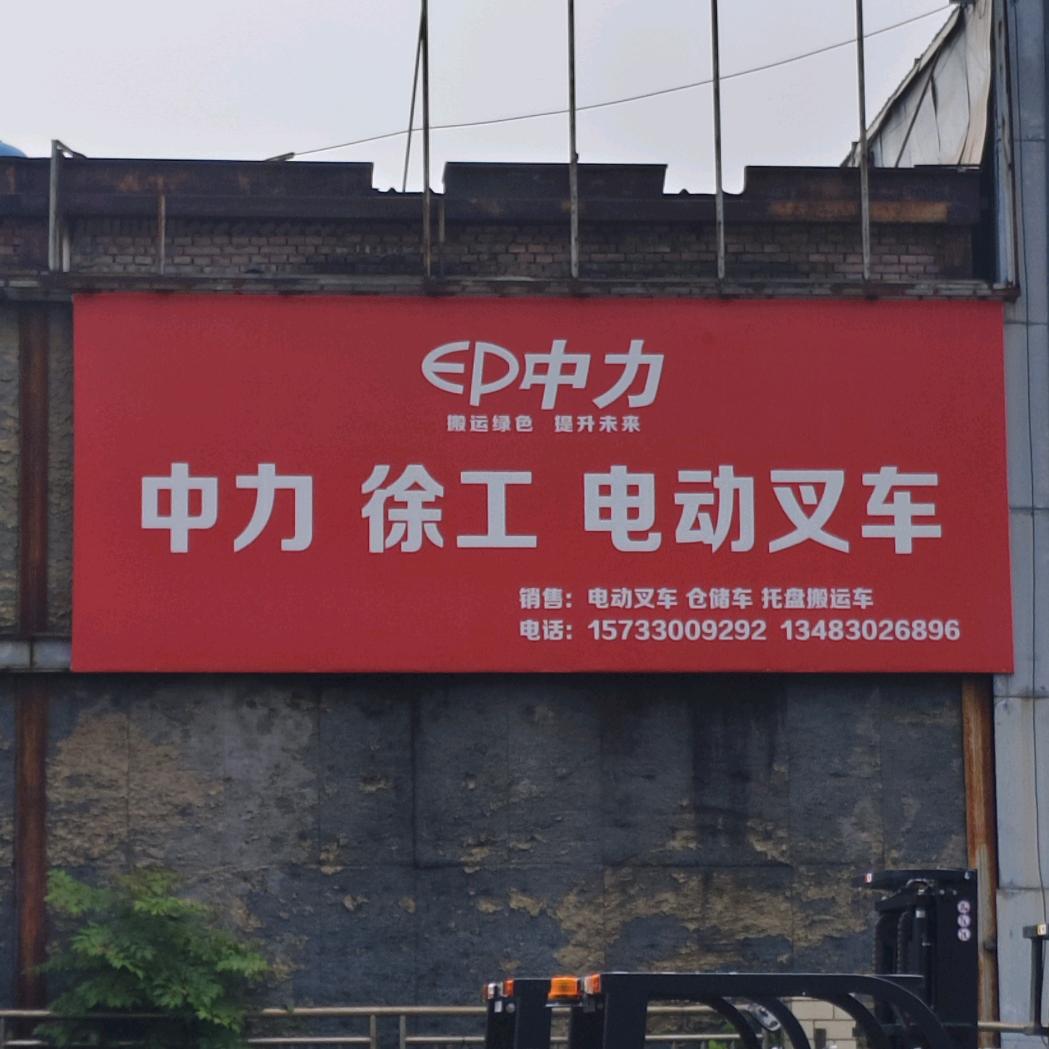 EP中力
搬运绿色 提升未来
中力 徐工 电动叉车
销售：电动叉车 仓储车 托盘搬运车
电话：15733009292 13483026896